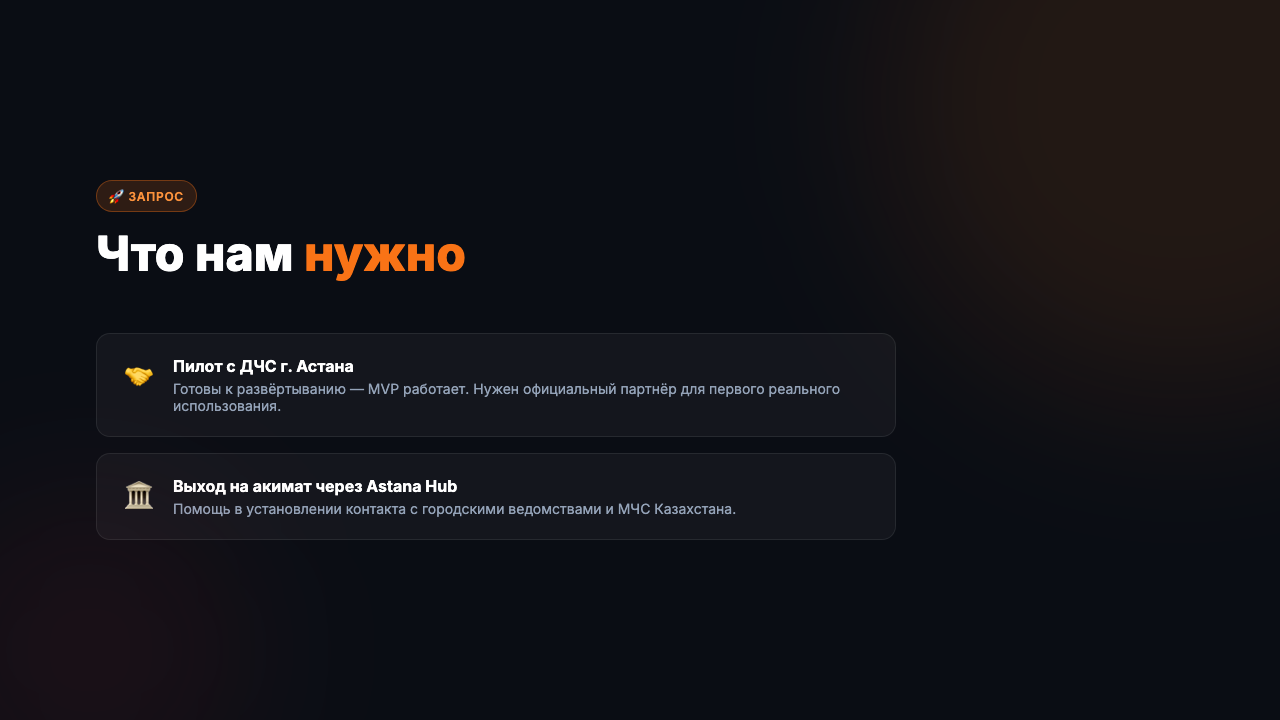 🚀 ЗАПРОС
Что нам нужно
Пилот с ДЧС г. Астана
Готовы к развёртыванию — MVP работает. Нужен официальный партнёр для первого реального
использования.
Выход на акимат через Astana Hub
Помощь в установлении контакта с городскими ведомствами и МЧС Казахстана.